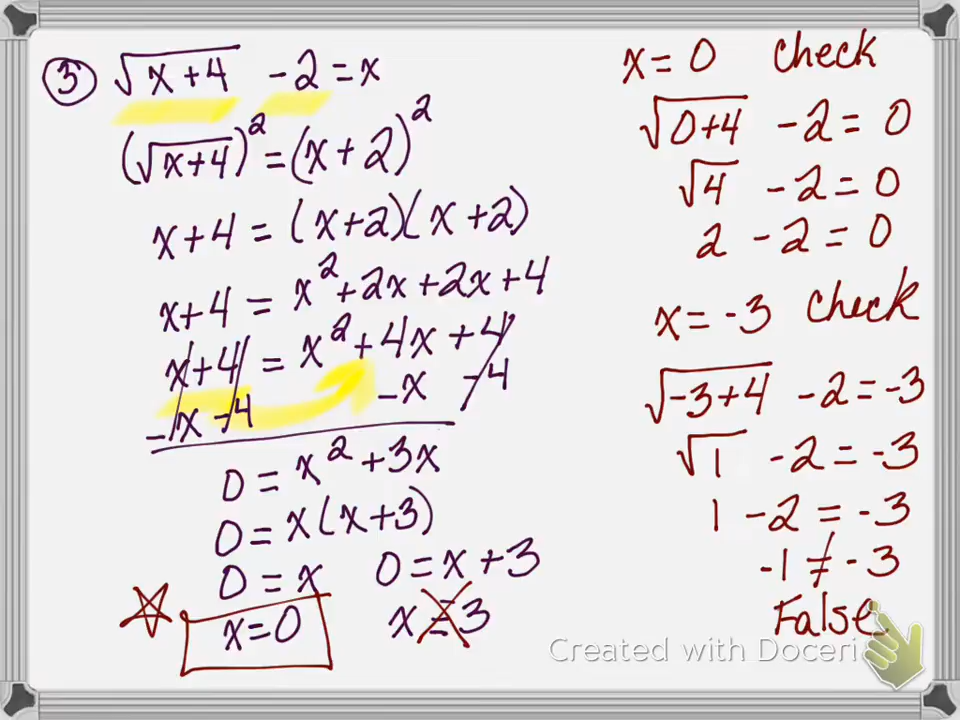 ③ √(x+4) -2 = x
(√(x+4))² = (x+2)²
x+4 = (x+2)(x+2)
x+4 = x²+2x+2x+4
x+4 = x²+4x+4
-x -4 -x -4
0 = x²+3x
0 = x(x+3)
0 = x 0 = x+3
x=0 x=3
x=0 check
√(0+4) -2 = 0
√4 -2 = 0
2 -2 = 0
x = -3 check
√(-3+4) -2 = -3
√1 -2 = -3
1 -2 = -3
-1 ≠ -3
False
Created with Doceri